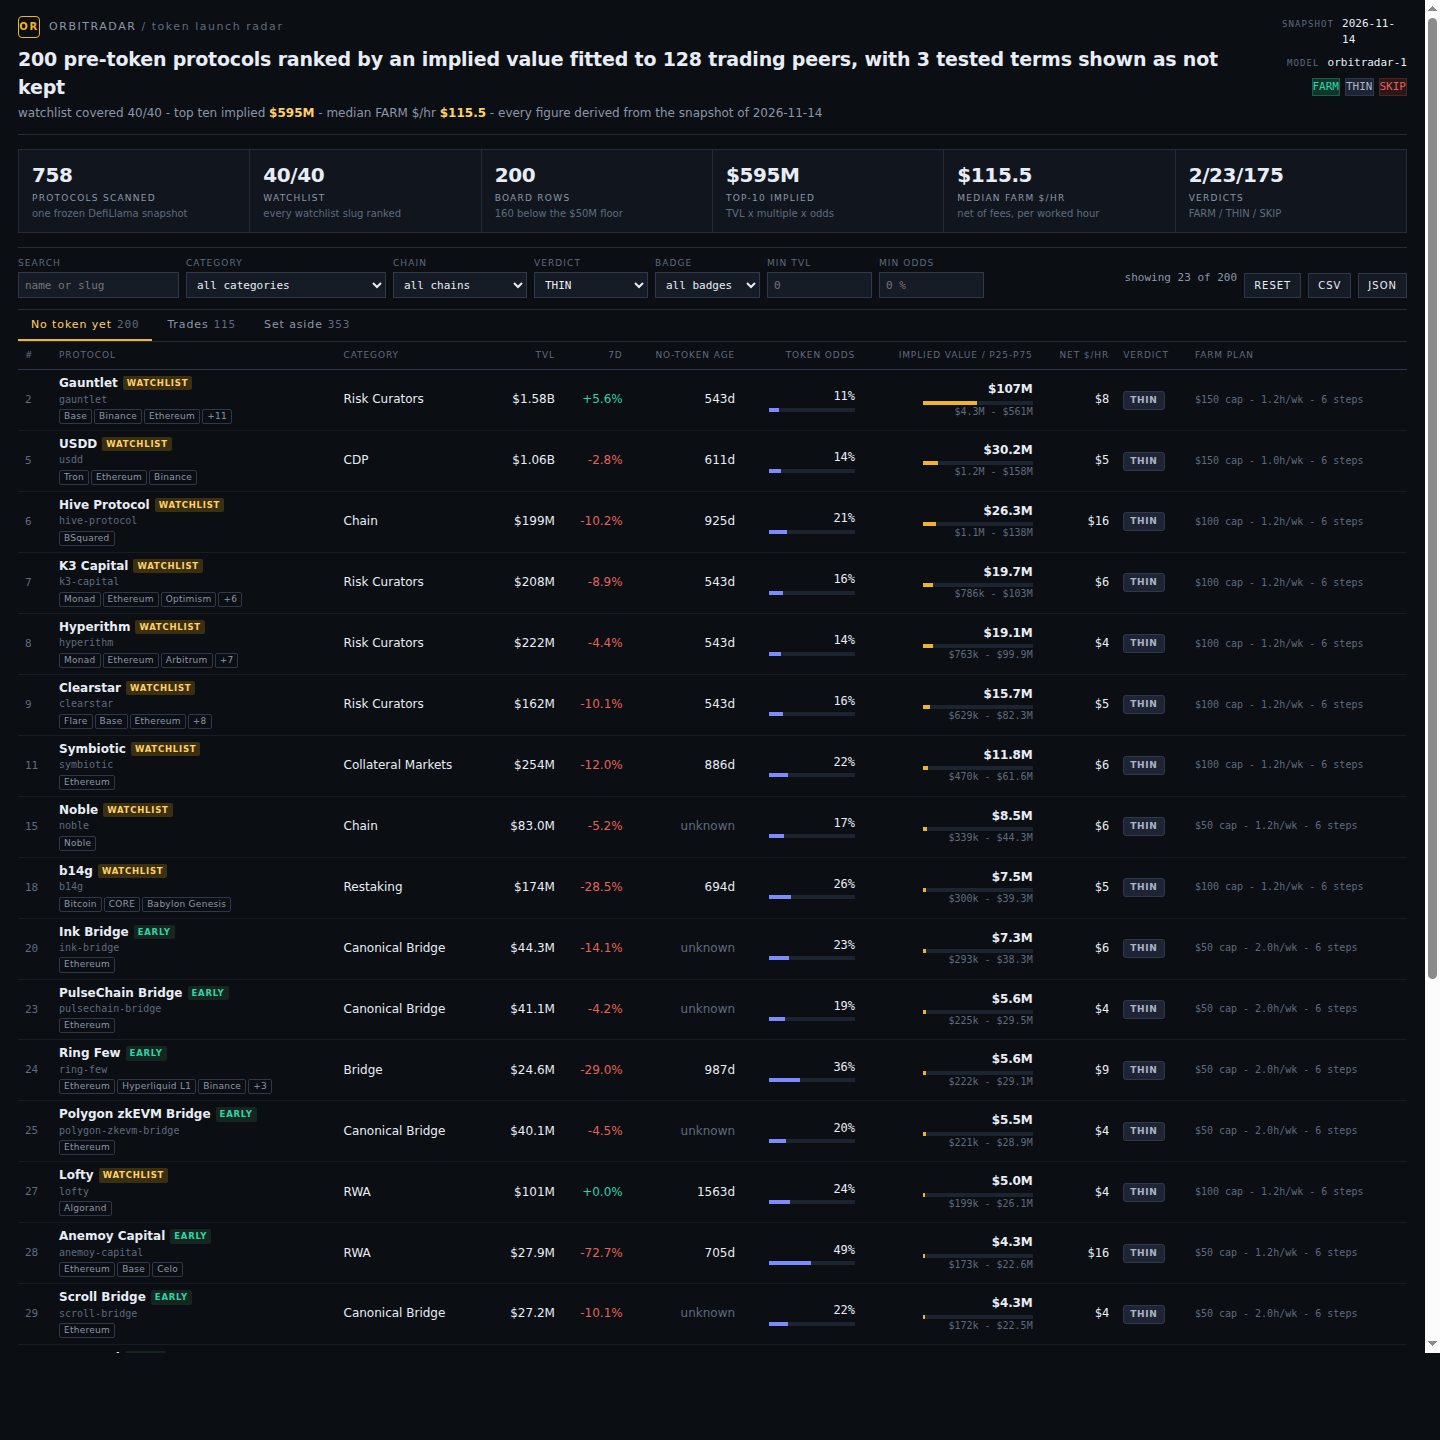 OR ORBITRADAR / token launch radar
200 pre-token protocols ranked by an implied value fitted to 128 trading peers, with 3 tested terms shown as not
kept
watchlist covered 40/40 - top ten implied $595M - median FARM $/hr $115.5 - every figure derived from the snapshot of 2026-11-14
SNAPSHOT 2026-11-
14
MODEL orbitradar-1
FARM THIN SKIP
758
PROTOCOLS SCANNED
one frozen DefiLlama snapshot
40/40
WATCHLIST
every watchlist slug ranked
200
BOARD ROWS
160 below the $50M floor
$595M
TOP-10 IMPLIED
TVL x multiple x odds
$115.5
MEDIAN FARM $/HR
net of fees, per worked hour
2/23/175
VERDICTS
FARM / THIN / SKIP
SEARCH CATEGORY CHAIN VERDICT BADGE MIN TVL MIN ODDS
name or slug all categories all chains THIN all badges 0 0 % showing 23 of 200 RESET CSV JSON
No token yet 200 Trades 115 Set aside 353
# PROTOCOL CATEGORY TVL 7D NO-TOKEN AGE TOKEN ODDS IMPLIED VALUE / P25-P75 NET $/HR VERDICT FARM PLAN
2 Gauntlet WATCHLIST
gauntlet
Base Binance Ethereum +11
Risk Curators $1.58B +5.6% 543d 11% $107M
$4.3M - $561M
$8 THIN $150 cap - 1.2h/wk - 6 steps
5 USDD WATCHLIST
usdd
Tron Ethereum Binance
CDP $1.06B -2.8% 611d 14% $30.2M
$1.2M - $158M
$5 THIN $150 cap - 1.0h/wk - 6 steps
6 Hive Protocol WATCHLIST
hive-protocol
BSquared
Chain $199M -10.2% 925d 21% $26.3M
$1.1M - $138M
$16 THIN $100 cap - 1.2h/wk - 6 steps
7 K3 Capital WATCHLIST
k3-capital
Monad Ethereum Optimism +6
Risk Curators $208M -8.9% 543d 16% $19.7M
$786k - $103M
$6 THIN $100 cap - 1.2h/wk - 6 steps
8 Hyperithm WATCHLIST
hyperithm
Monad Ethereum Arbitrum +7
Risk Curators $222M -4.4% 543d 14% $19.1M
$763k - $99.9M
$4 THIN $100 cap - 1.2h/wk - 6 steps
9 Clearstar WATCHLIST
clearstar
Flare Base Ethereum +8
Risk Curators $162M -10.1% 543d 16% $15.7M
$629k - $82.3M
$5 THIN $100 cap - 1.2h/wk - 6 steps
11 Symbiotic WATCHLIST
symbiotic
Ethereum
Collateral Markets $254M -12.0% 886d 22% $11.8M
$470k - $61.6M
$6 THIN $100 cap - 1.2h/wk - 6 steps
15 Noble WATCHLIST
noble
Noble
Chain $83.0M -5.2% unknown 17% $8.5M
$339k - $44.3M
$6 THIN $50 cap - 1.2h/wk - 6 steps
18 b14g WATCHLIST
b14g
Bitcoin CORE Babylon Genesis
Restaking $174M -28.5% 694d 26% $7.5M
$300k - $39.3M
$5 THIN $100 cap - 1.2h/wk - 6 steps
20 Ink Bridge EARLY
ink-bridge
Ethereum
Canonical Bridge $44.3M -14.1% unknown 23% $7.3M
$293k - $38.3M
$6 THIN $50 cap - 2.0h/wk - 6 steps
23 PulseChain Bridge EARLY
pulsechain-bridge
Ethereum
Canonical Bridge $41.1M -4.2% unknown 19% $5.6M
$225k - $29.5M
$4 THIN $50 cap - 2.0h/wk - 6 steps
24 Ring Few EARLY
ring-few
Ethereum Hyperliquid L1 Binance +3
Bridge $24.6M -29.0% 987d 36% $5.6M
$222k - $29.1M
$9 THIN $50 cap - 2.0h/wk - 6 steps
25 Polygon zkEVM Bridge EARLY
polygon-zkevm-bridge
Ethereum
Canonical Bridge $40.1M -4.5% unknown 20% $5.5M
$221k - $28.9M
$4 THIN $50 cap - 2.0h/wk - 6 steps
27 Lofty WATCHLIST
lofty
Algorand
RWA $101M +0.0% 1563d 24% $5.0M
$199k - $26.1M
$4 THIN $100 cap - 1.2h/wk - 6 steps
28 Anemoy Capital EARLY
anemoy-capital
Ethereum Base Celo
RWA $27.9M -72.7% 705d 49% $4.3M
$173k - $22.6M
$16 THIN $50 cap - 1.2h/wk - 6 steps
29 Scroll Bridge EARLY
scroll-bridge
Ethereum
Canonical Bridge $27.2M -10.1% unknown 22% $4.3M
$172k - $22.5M
$4 THIN $50 cap - 2.0h/wk - 6 steps